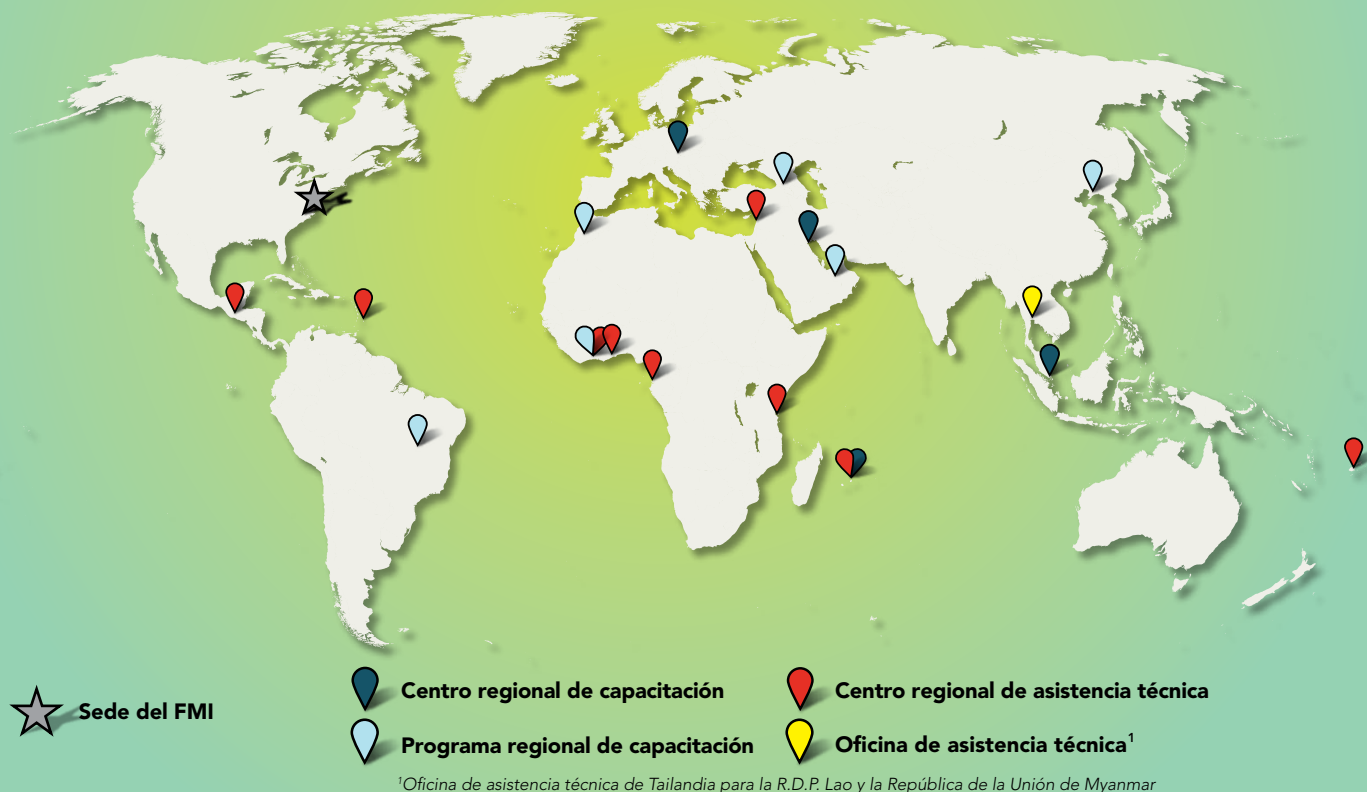 Sede del FMI
Centro regional de capacitación
Centro regional de asistencia técnica
Programa regional de capacitación
Oficina de asistencia técnica¹
¹Oficina de asistencia técnica de Tailandia para la R.D.P. Lao y la República de la Unión de Myanmar